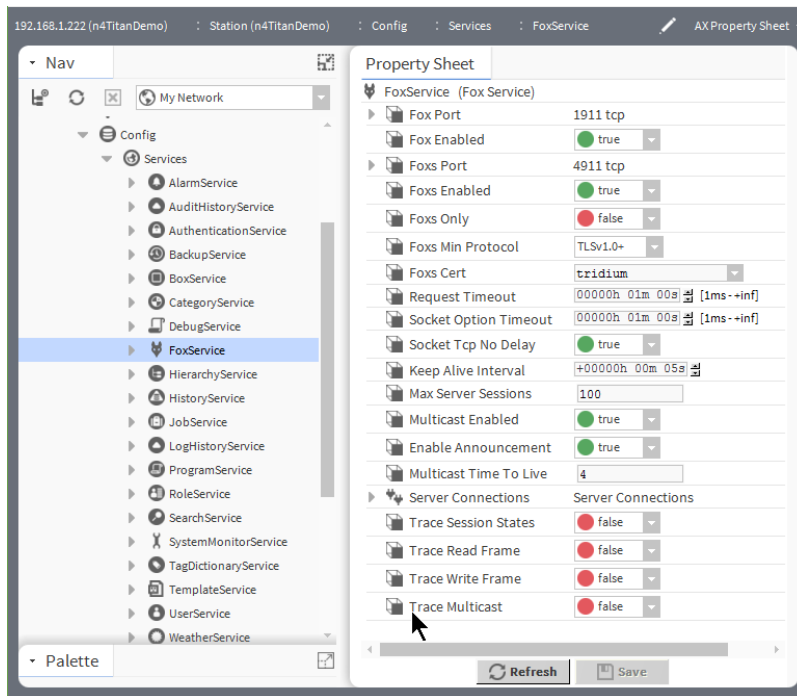 192.168.1.222 (n4TitanDemo) : Station (n4TitanDemo) : Config : Services : FoxService AX Property Sheet
Nav
My Network
Config
Services
AlarmService
AuditHistoryService
AuthenticationService
BackupService
BoxService
CategoryService
DebugService
FoxService
HierarchyService
HistoryService
JobService
LogHistoryService
ProgramService
RoleService
SearchService
SystemMonitorService
TagDictionaryService
TemplateService
UserService
WeatherService
Palette
Property Sheet
FoxService (Fox Service)
Fox Port 1911 tcp
Fox Enabled true
Foxs Port 4911 tcp
Foxs Enabled true
Foxs Only false
Foxs Min Protocol TLSv1.0+
Foxs Cert tridium
Request Timeout 00000h 01m 00s [1ms-+inf]
Socket Option Timeout 00000h 01m 00s [1ms-+inf]
Socket Tcp No Delay true
Keep Alive Interval +00000h 00m 05s
Max Server Sessions 100
Multicast Enabled true
Enable Announcement true
Multicast Time To Live 4
Server Connections Server Connections
Trace Session States false
Trace Read Frame false
Trace Write Frame false
Trace Multicast false
Refresh Save